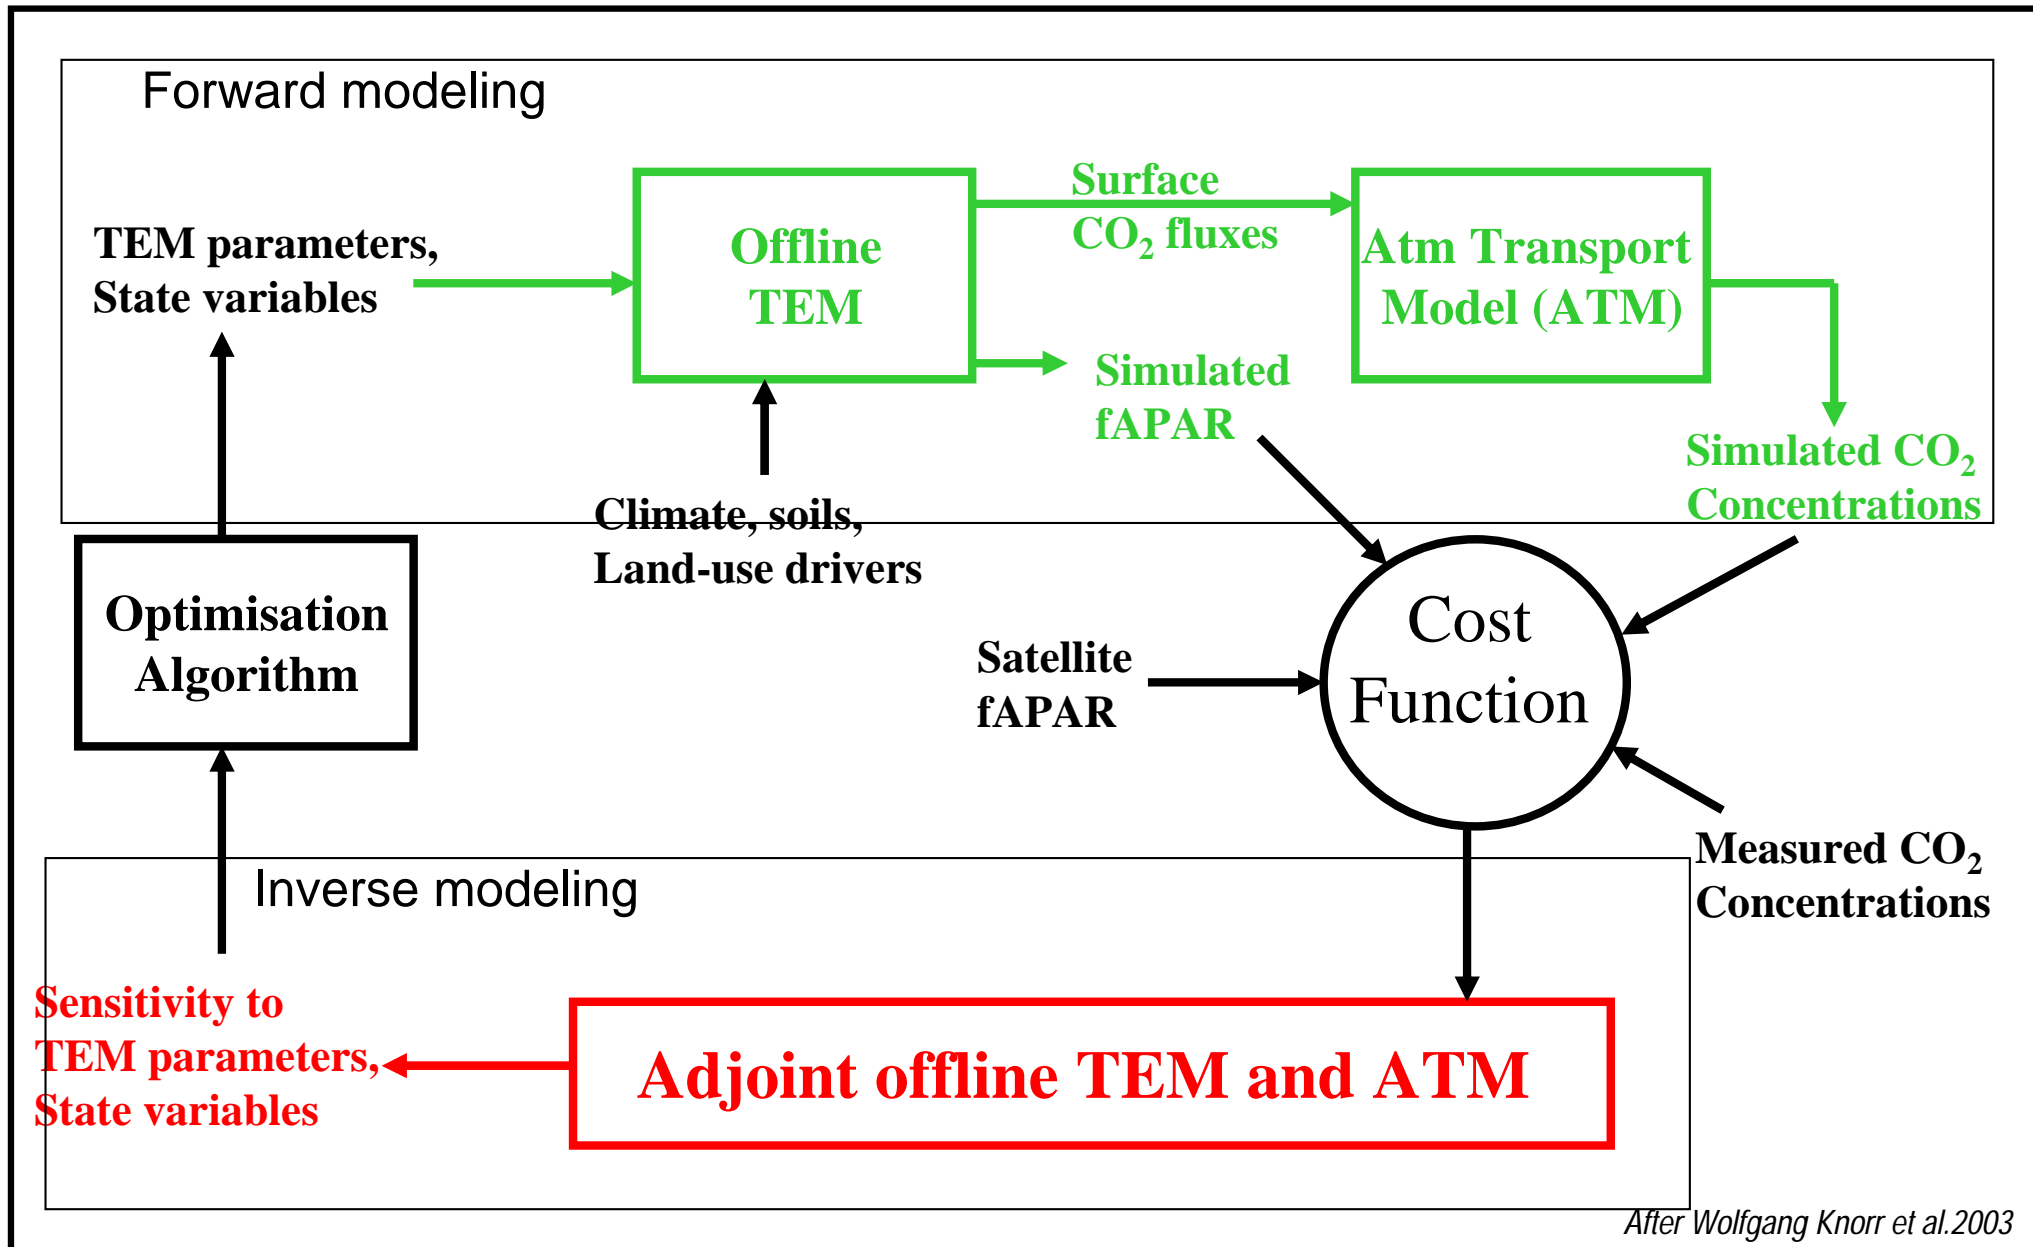 Forward modeling
TEM parameters,
State variables
Offline
TEM
Surface
CO₂ fluxes
Atm Transport
Model (ATM)
Simulated
fAPAR
Simulated CO₂
Concentrations
Climate, soils,
Land-use drivers
Optimisation
Algorithm
Satellite
fAPAR
Cost
Function
Measured CO₂
Concentrations
Inverse modeling
Sensitivity to
TEM parameters,
State variables
Adjoint offline TEM and ATM
After Wolfgang Knorr et al.2003